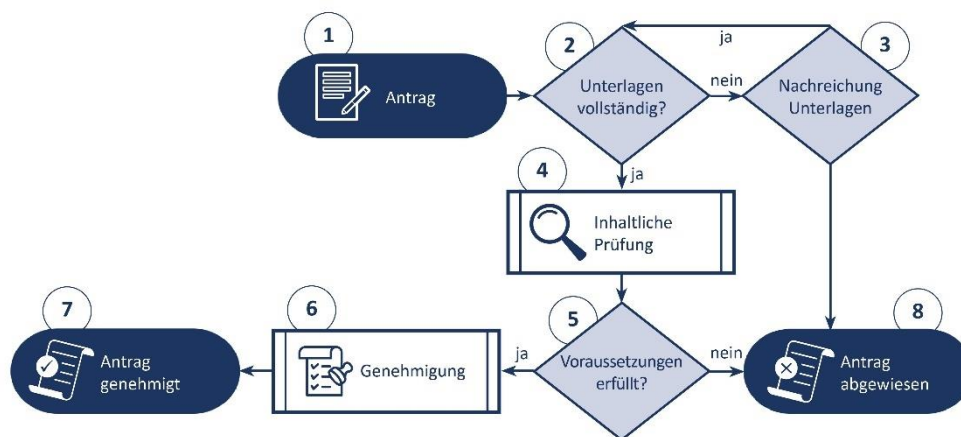 1
Antrag
2
Unterlagen
vollständig?
ja
nein
3
Nachreichung
Unterlagen
ja
4
Inhaltliche
Prüfung
5
Voraussetzungen
erfüllt?
ja
nein
6
Genehmigung
7
Antrag
genehmigt
8
Antrag
abgewiesen